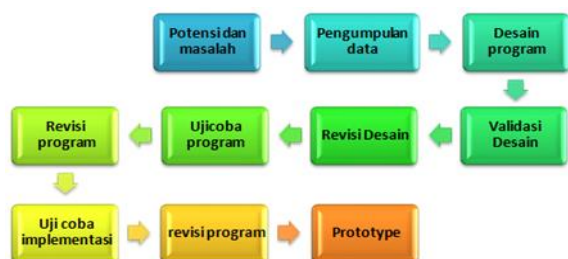 Potensi dan
masalah
Pengumpulan
data
Desain
program
Validasi
Desain
Revisi Desain
Ujicoba
program
Revisi
program
Uji coba
implementasi
revisi program
Prototype